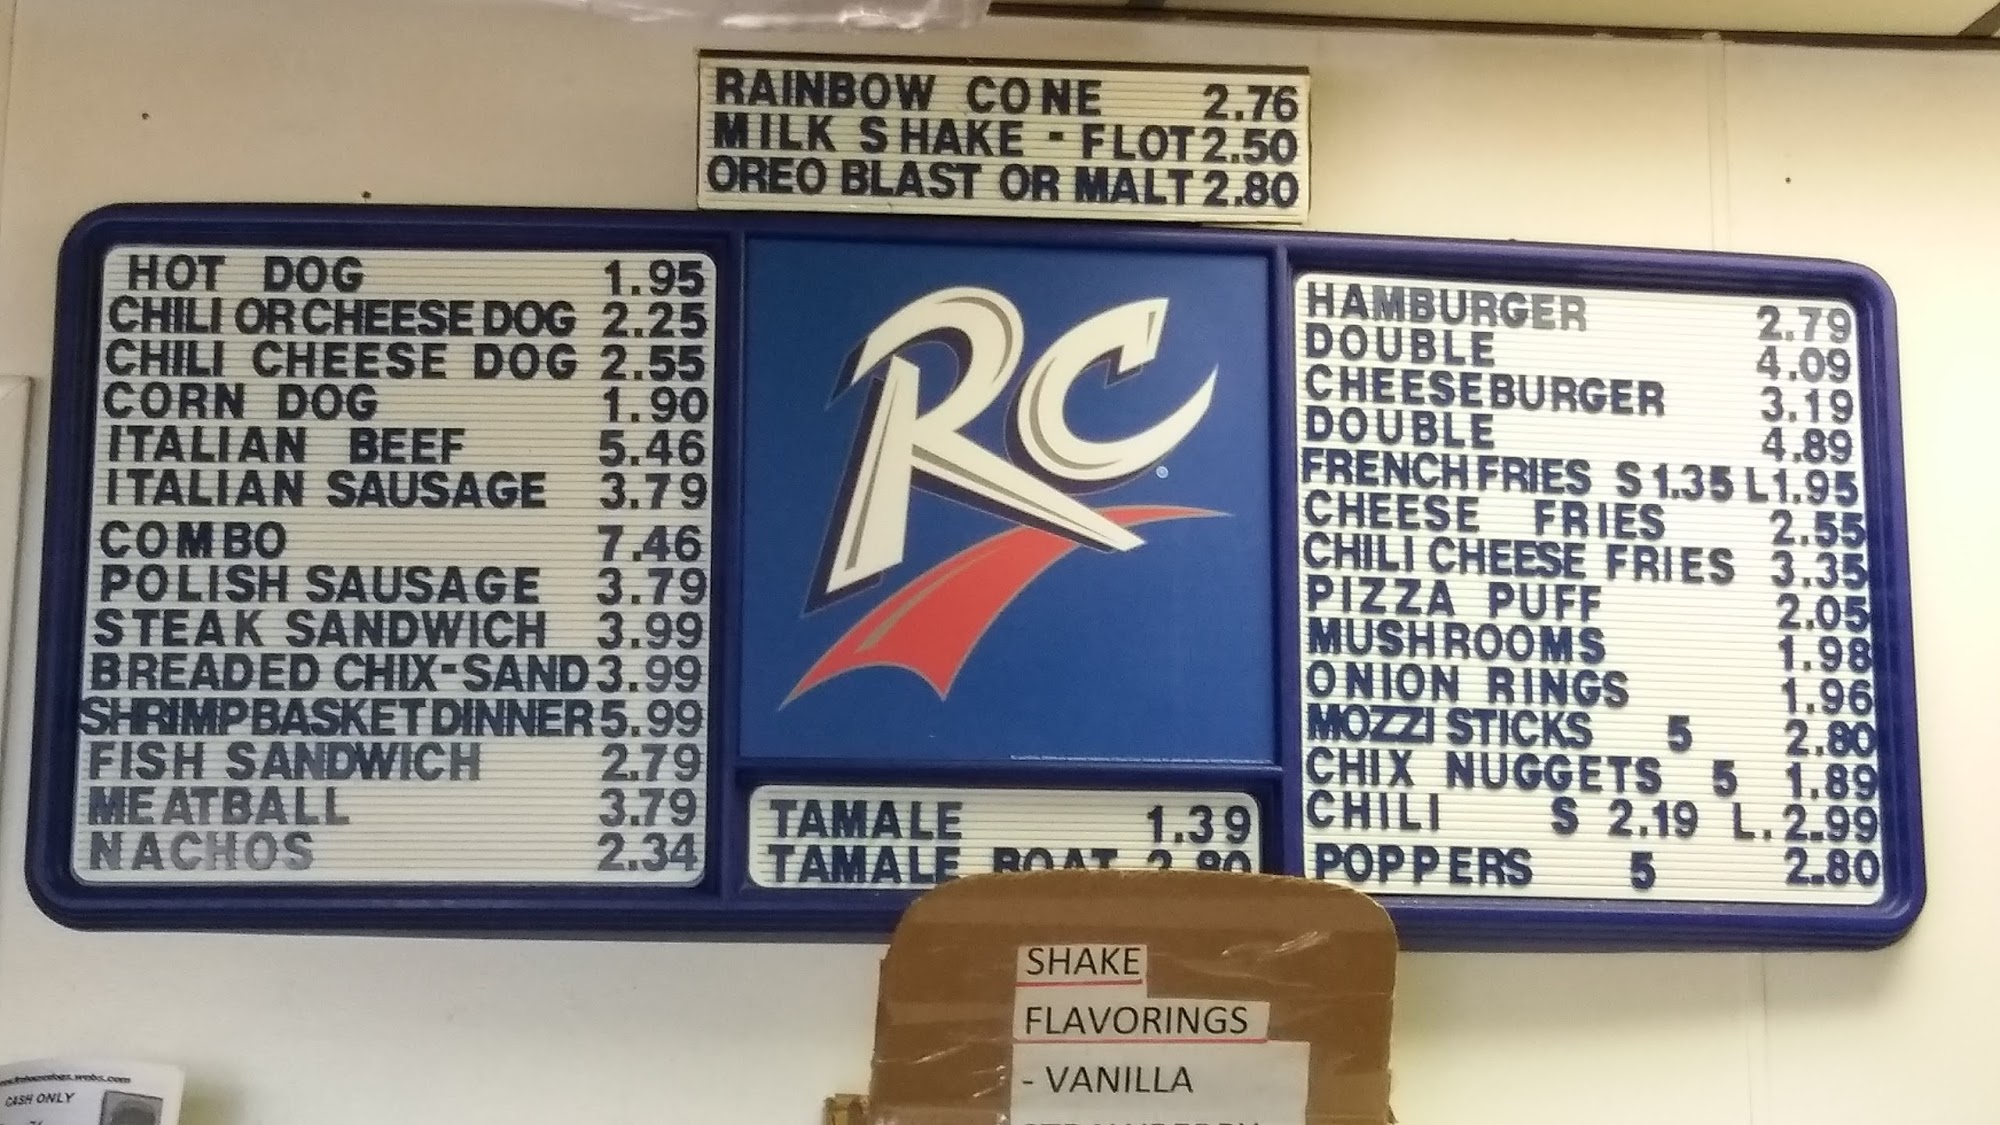 RAINBOW CONE 2.76
MILK SHAKE - FLOT 2.50
OREO BLAST OR MALT 2.80
HOT DOG 1.95
CHILI OR CHEESE DOG 2.25
CHILI CHEESE DOG 2.55
CORN DOG 1.90
ITALIAN BEEF 5.46
ITALIAN SAUSAGE 3.79
COMBO 7.46
POLISH SAUSAGE 3.79
STEAK SANDWICH 3.99
BREADED CHIX-SAND 3.99
SHRIMP BASKET DINNER 5.99
FISH SANDWICH 2.79
MEATBALL 3.79
NACHOS 2.34
RC
TAMALE 1.39
TAMALE BOAT 2.80
HAMBURGER 2.79
DOUBLE 4.09
CHEESEBURGER 3.19
DOUBLE 4.89
FRENCH FRIES S 1.35 L 1.95
CHEESE FRIES 2.55
CHILI CHEESE FRIES 3.35
PIZZA PUFF 2.05
MUSHROOMS 1.98
ONION RINGS 1.96
MOZZI STICKS 5 2.80
CHIX NUGGETS 5 1.89
CHILI S 2.19 L. 2.99
POPPERS 5 2.80
SHAKE
FLAVORINGS
- VANILLA
CASH ONLY